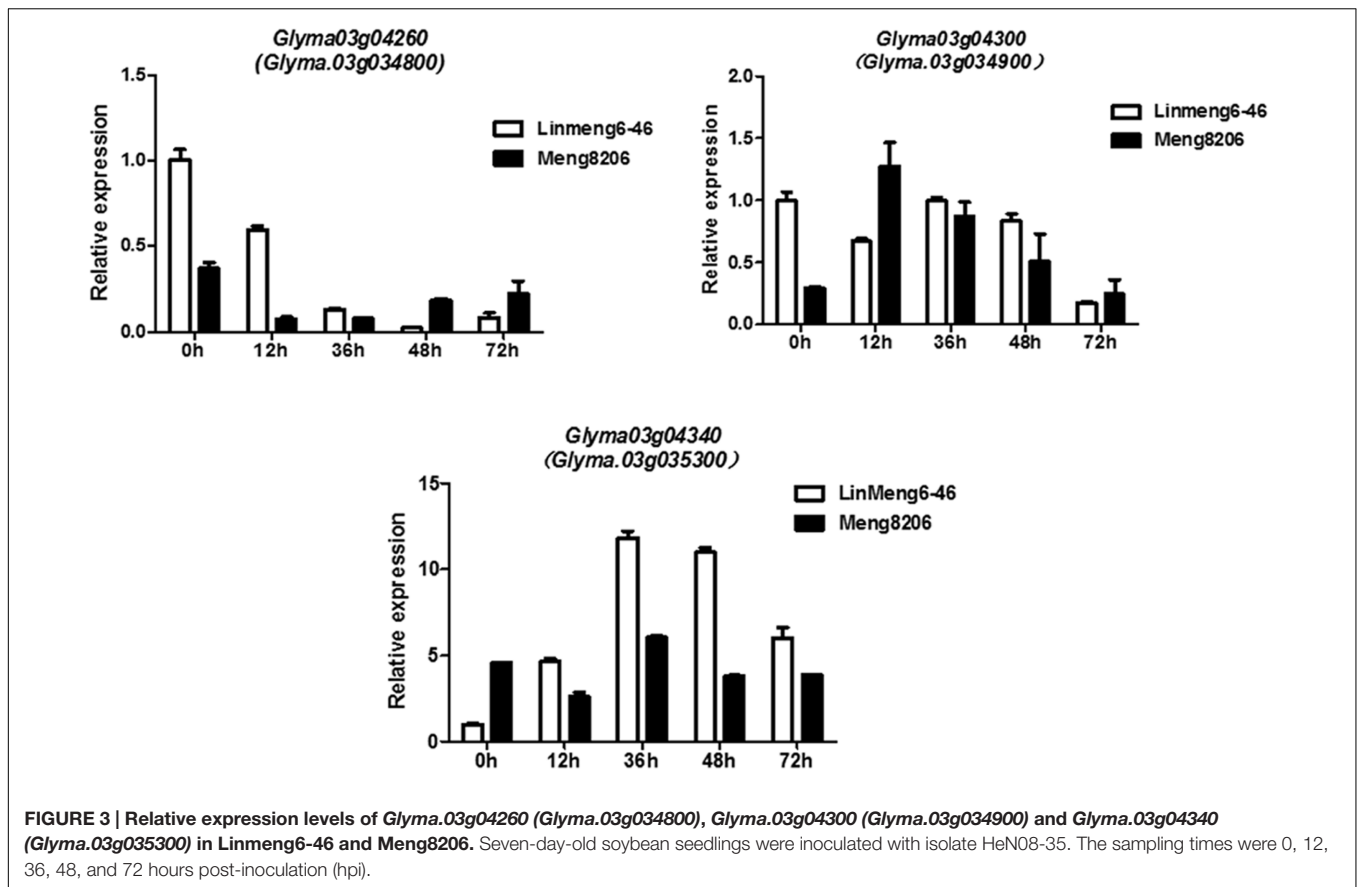 Glyma03g04260
(Glyma.03g034800)
Relative expression
1.5
1.0
0.5
0.0
0h 12h 36h 48h 72h
Linmeng6-46
Meng8206
Glyma03g04300
(Glyma.03g034900)
Relative expression
2.0
1.5
1.0
0.5
0.0
0h 12h 36h 48h 72h
Linmeng6-46
Meng8206
Glyma03g04340
(Glyma.03g035300)
Relative expression
15
10
5
0
0h 12h 36h 48h 72h
LinMeng6-46
Meng8206
FIGURE 3 | Relative expression levels of Glyma.03g04260 (Glyma.03g034800), Glyma.03g04300 (Glyma.03g034900) and Glyma.03g04340
(Glyma.03g035300) in Linmeng6-46 and Meng8206. Seven-day-old soybean seedlings were inoculated with isolate HeN08-35. The sampling times were 0, 12,
36, 48, and 72 hours post-inoculation (hpi).